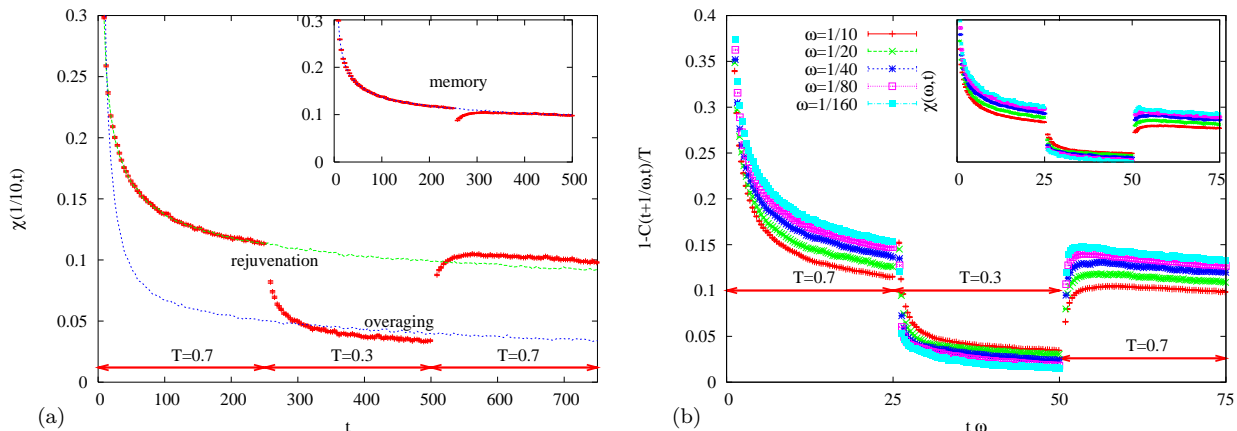 0.3
0.25
0.2
0.15
0.1
0.05
0
χ(1/10,t)
0 100 200 300 400 500 600 700
t
(a)
rejuvenation
overaging
T=0.7
T=0.3
T=0.7
0.3
0.2
0.1
0
0 100 200 300 400 500
memory
0.4
0.35
0.3
0.25
0.2
0.15
0.1
0.05
0
1-C(t+1/ω,t)/T
0 25 50 75
t ω
(b)
ω=1/10
ω=1/20
ω=1/40
ω=1/80
ω=1/160
T=0.7
T=0.3
T=0.7
χ(ω,t)
0 25 50 75